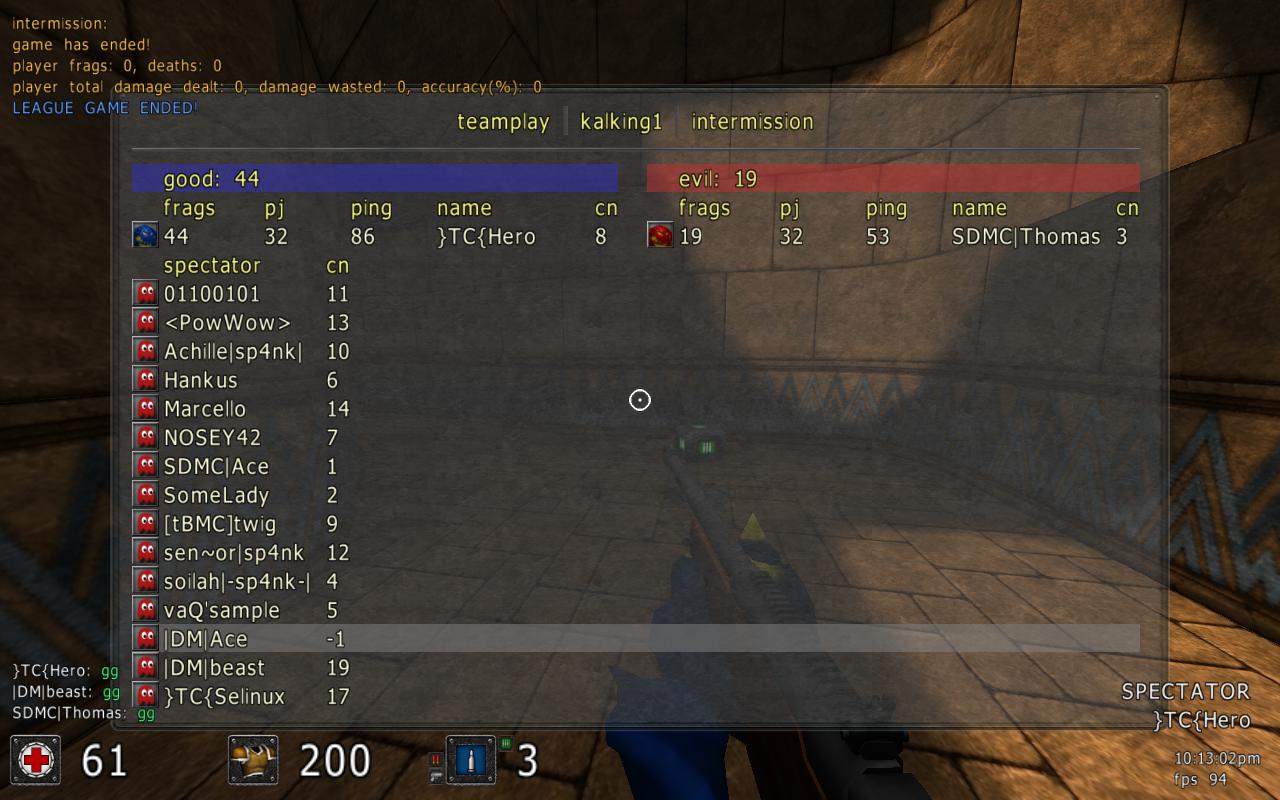 intermission:
game has ended!
player frags: 0, deaths: 0
player total damage dealt: 0, damage wasted: 0, accuracy(%): 0
LEAGUE GAME ENDED!
teamplay kalking1 intermission
good: 44 evil: 19
frags pj ping name cn frags pj ping name cn
44 32 86 }TC{Hero 8 19 32 53 SDMC|Thomas 3
spectator cn
01100101 11
<PowWow> 13
Achille|sp4nk| 10
Hankus 6
Marcello 14
NOSEY42 7
SDMC|Ace 1
SomeLady 2
[tBMC]twig 9
sen~or|sp4nk 12
soilah|-sp4nk-| 4
vaQ'sample 5
|DM|Ace -1
|DM|beast 19
}TC{Selinux 17
}TC{Hero: gg
|DM|beast: gg
SDMC|Thomas: gg
SPECTATOR
}TC{Hero
61 200 3
10:13:02pm
fps 94